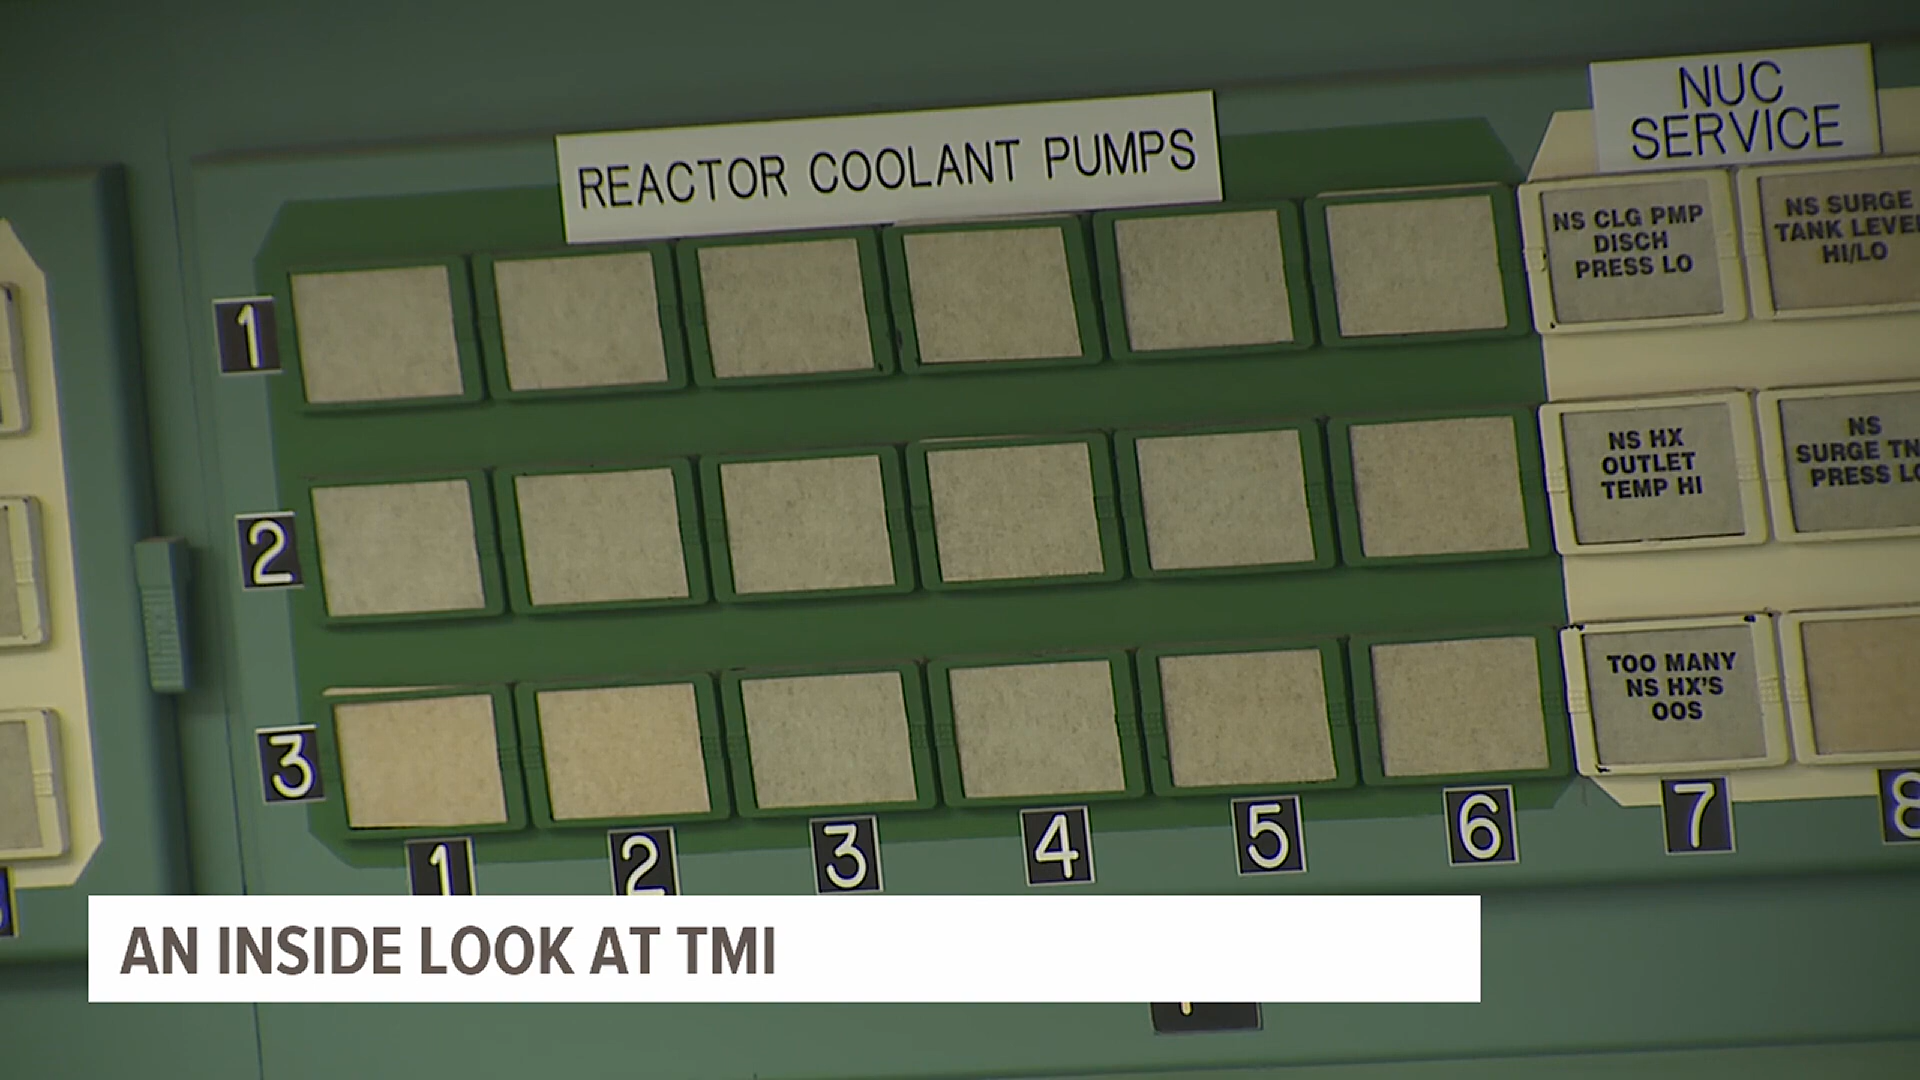 REACTOR COOLANT PUMPS
NUC
SERVICE
1
NS CLG PMP
DISCH
PRESS LO
NS SURGE
TANK LEVEL
HI/LO
2
NS HX
OUTLET
TEMP HI
NS
SURGE TN
PRESS LO
3
TOO MANY
NS HX'S
OOS
1 2 3 4 5 6 7 8
AN INSIDE LOOK AT TMI